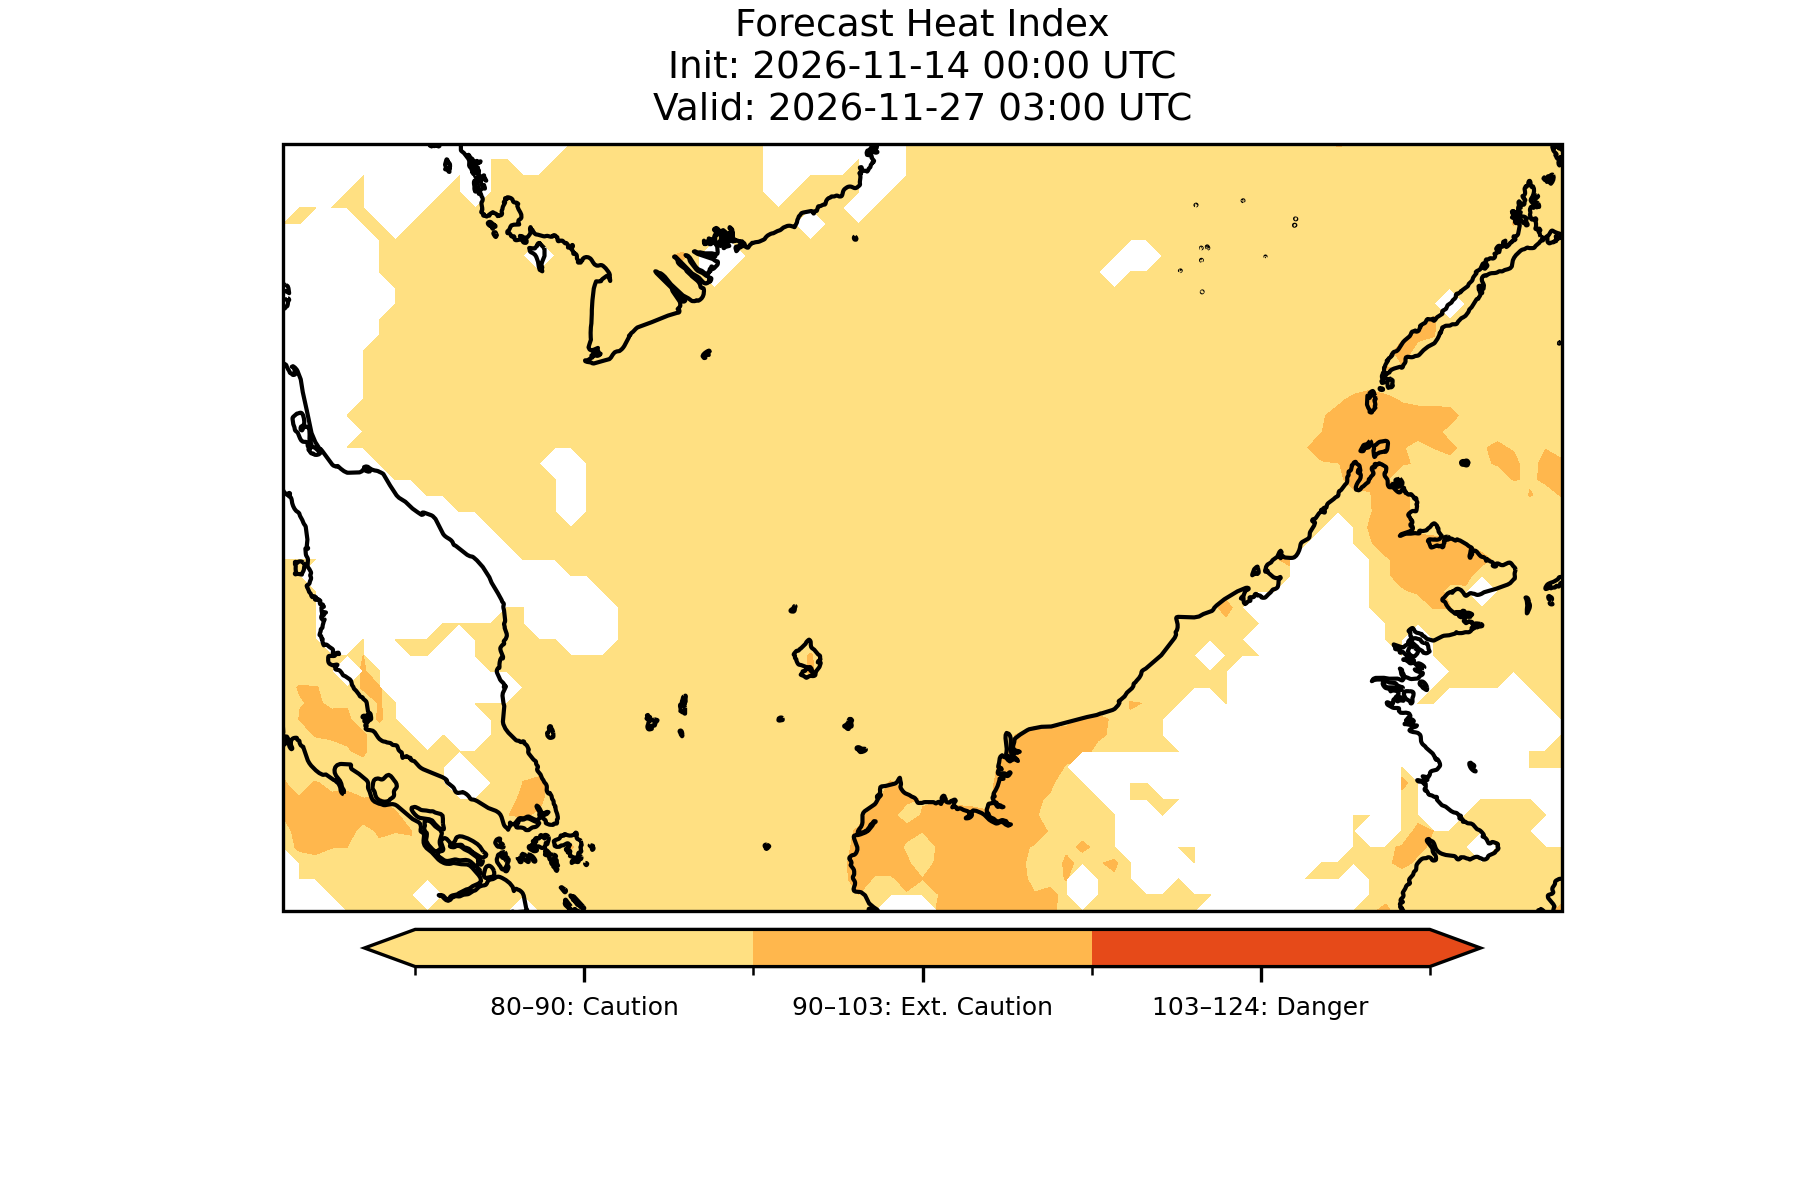 Forecast Heat Index
Init: 2026-11-14 00:00 UTC
Valid: 2026-11-27 03:00 UTC
80–90: Caution
90–103: Ext. Caution
103–124: Danger